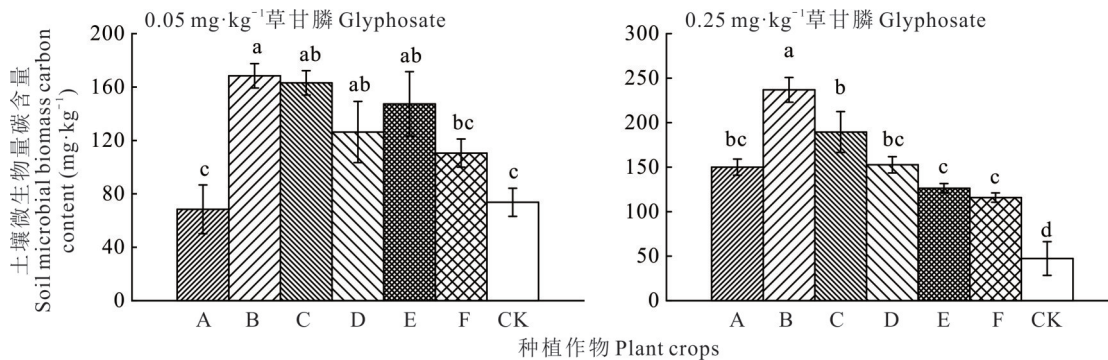 0.05 mg·kg⁻¹草甘膦 Glyphosate
200
160
120
80
40
0
c
a
ab
ab
ab
bc
c
A B C D E F CK
0.25 mg·kg⁻¹草甘膦 Glyphosate
300
250
200
150
100
50
0
bc
a
b
bc
c
c
d
A B C D E F CK
土壤微生物量碳含量
Soil microbial biomass carbon
content (mg·kg⁻¹)
种植作物 Plant crops